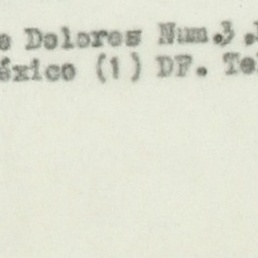 e Dolores Num.3.
éxico (1) DF. Te